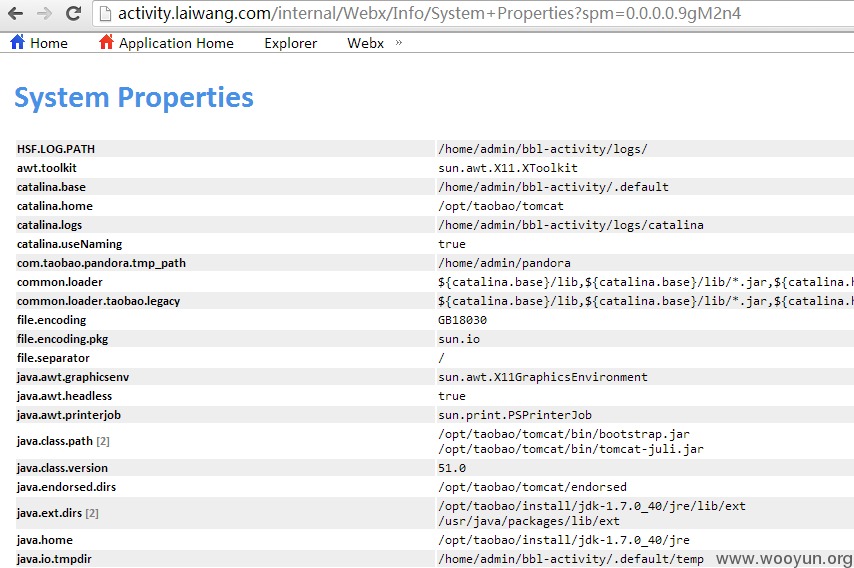 activity.laiwang.com/internal/Webx/Info/System+Properties?spm=0.0.0.0.9gM2n4
Home Application Home Explorer Webx »
System Properties
HSF.LOG.PATH /home/admin/bbl-activity/logs/
awt.toolkit sun.awt.X11.XToolkit
catalina.base /home/admin/bbl-activity/.default
catalina.home /opt/taobao/tomcat
catalina.logs /home/admin/bbl-activity/logs/catalina
catalina.useNaming true
com.taobao.pandora.tmp_path /home/admin/pandora
common.loader ${catalina.base}/lib,${catalina.base}/lib/*.jar,${catalina.h
common.loader.taobao.legacy ${catalina.base}/lib,${catalina.base}/lib/*.jar,${catalina.h
file.encoding GB18030
file.encoding.pkg sun.io
file.separator /
java.awt.graphicsenv sun.awt.X11GraphicsEnvironment
java.awt.headless true
java.awt.printerjob sun.print.PSPrinterJob
java.class.path [2] /opt/taobao/tomcat/bin/bootstrap.jar
/opt/taobao/tomcat/bin/tomcat-juli.jar
java.class.version 51.0
java.endorsed.dirs /opt/taobao/tomcat/endorsed
java.ext.dirs [2] /opt/taobao/install/jdk-1.7.0_40/jre/lib/ext
/usr/java/packages/lib/ext
java.home /opt/taobao/install/jdk-1.7.0_40/jre
java.io.tmpdir /home/admin/bbl-activity/.default/temp
www.wooyun.org